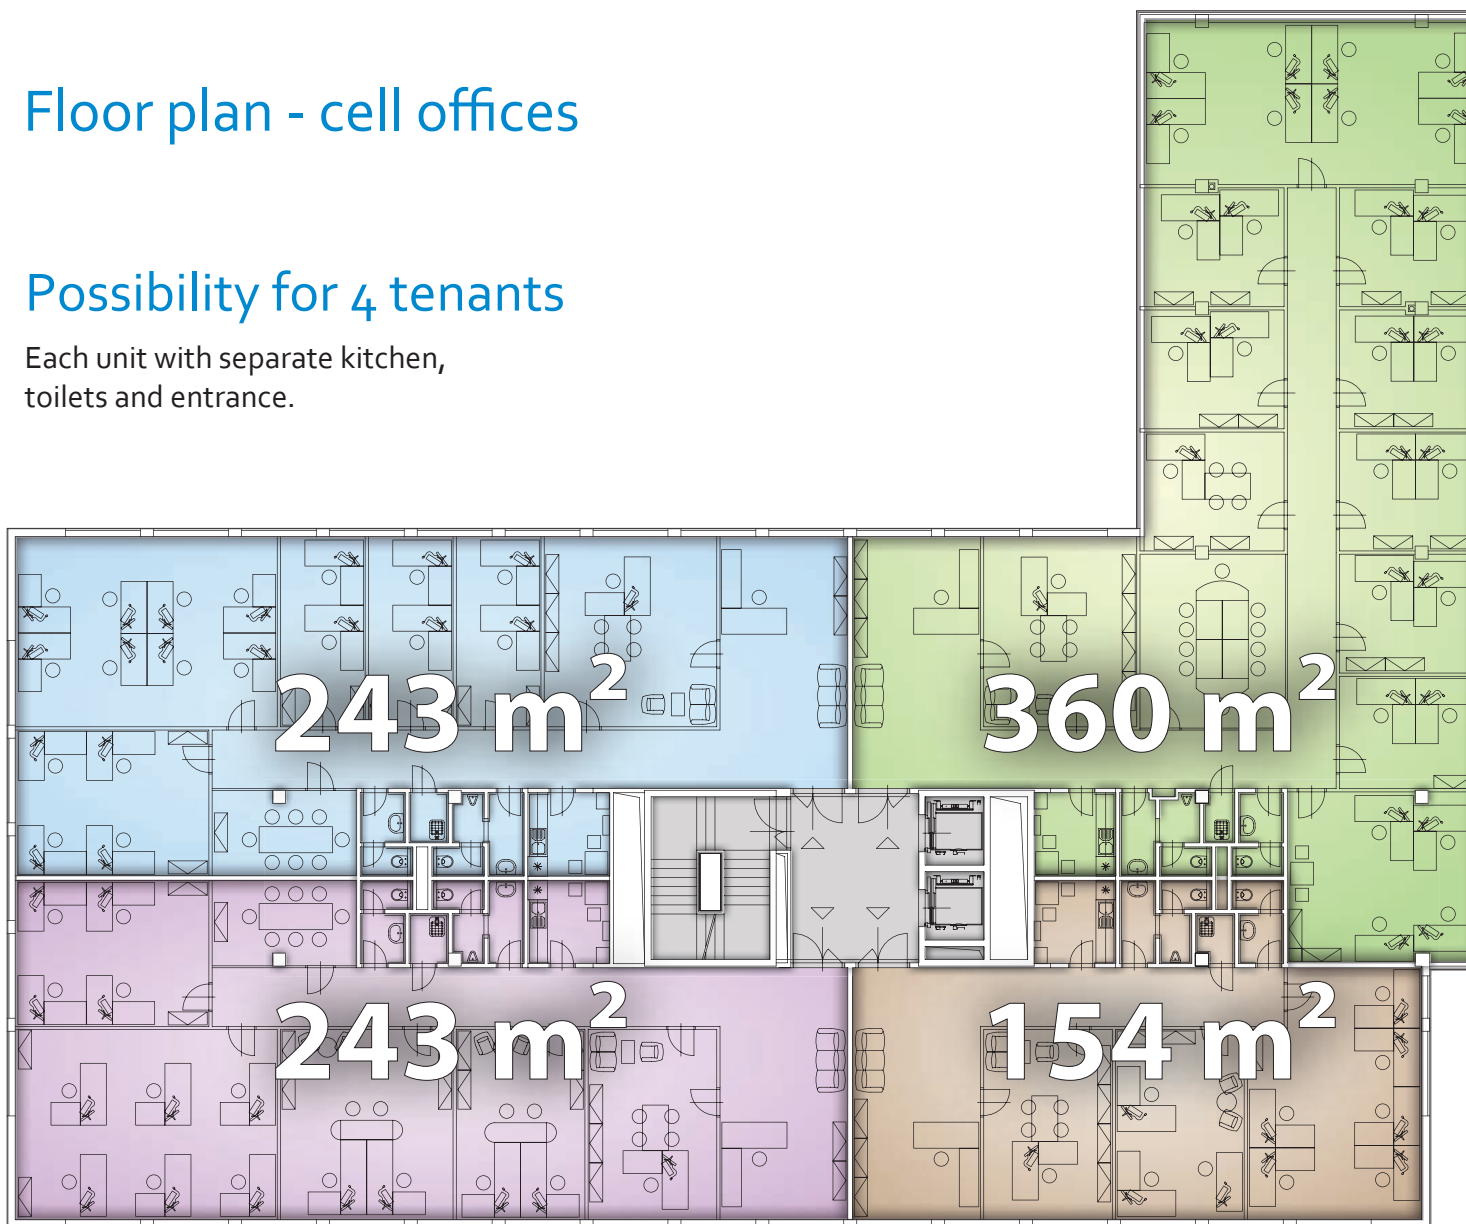 Floor plan - cell offices
Possibility for 4 tenants
Each unit with separate kitchen,
toilets and entrance.
243 m²
360 m²
243 m²
154 m²